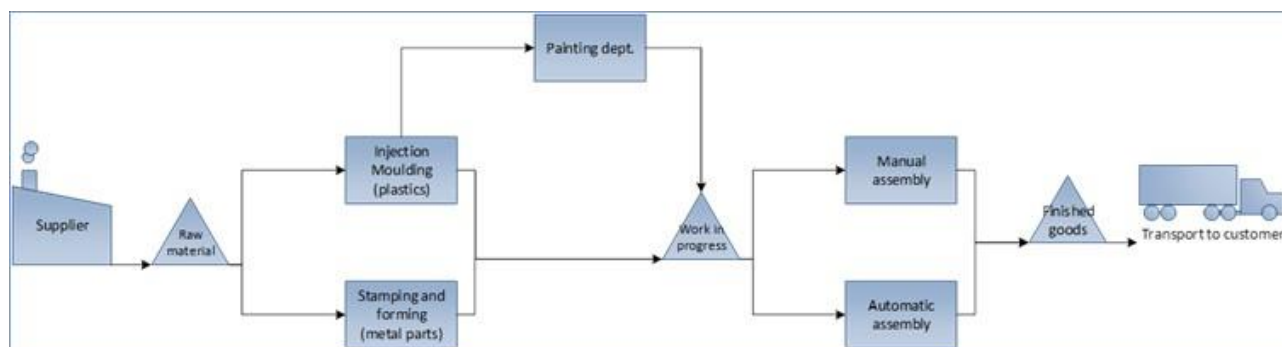 Painting dept.
Injection
Moulding
(plastics)
Manual
assembly
Supplier
Raw
material
Work in
progress
Finished
goods
Transport to customer
Stamping and
forming
(metal parts)
Automatic
assembly